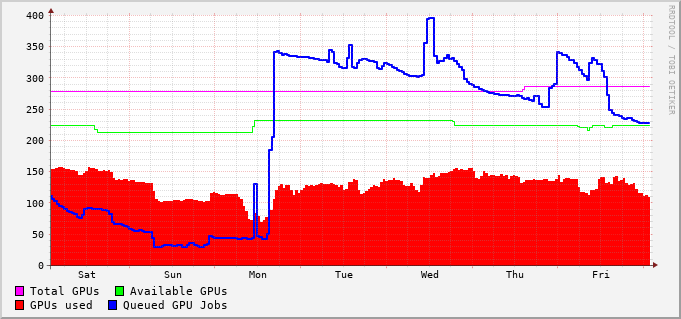 400
350
300
250
200
150
100
50
0
Sat Sun Mon Tue Wed Thu Fri
Total GPUs Available GPUs
GPUs used Queued GPU Jobs
RRDTOOL / TOBI OETIKER